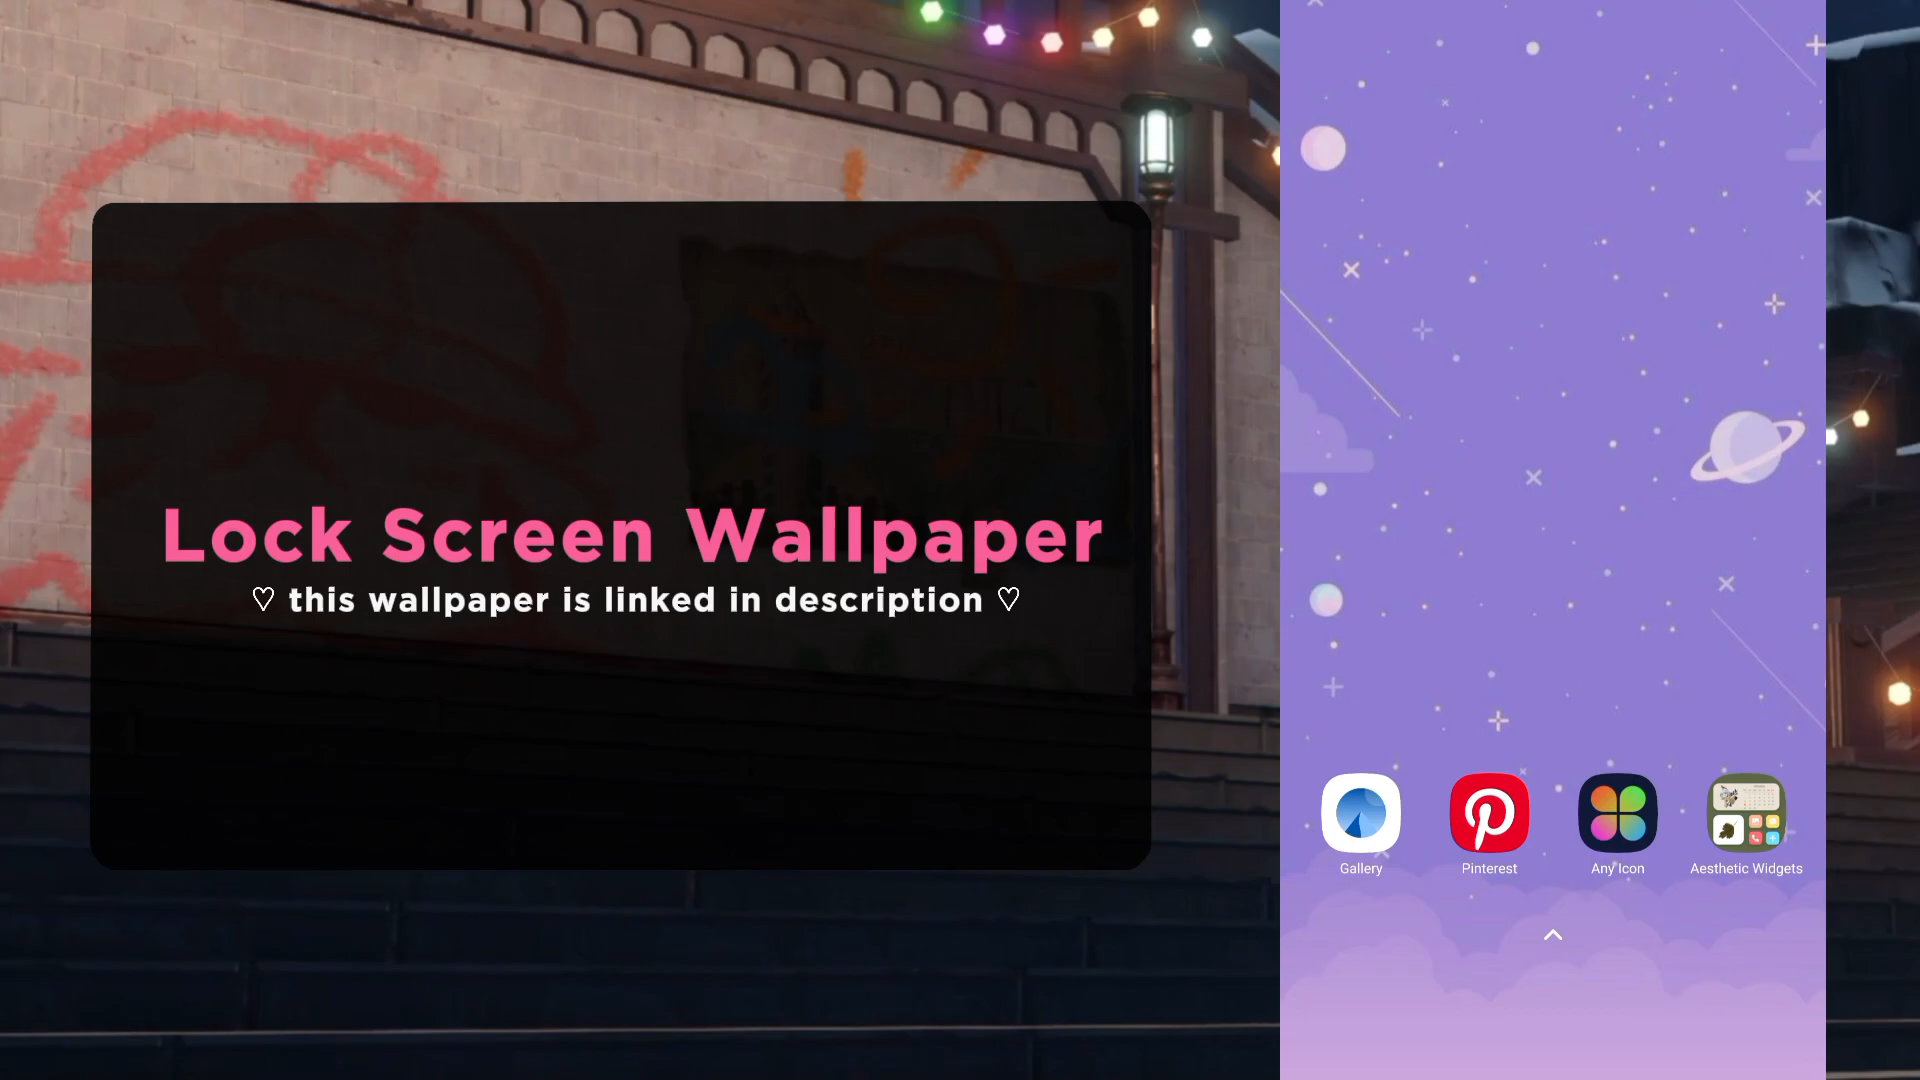 Lock Screen Wallpaper
♡ this wallpaper is linked in description ♡
Gallery
Pinterest
Any Icon
Aesthetic Widgets